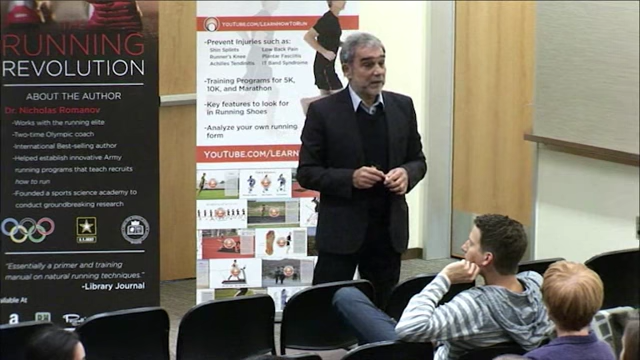 RUNNING
REVOLUTION
ABOUT THE AUTHOR
Dr. Nicholas Romanov
-Works with the running elite
-Two-time Olympic coach
-International Best-selling author
-Helped establish innovative Army
running programs that teach recruits
how to run
-Founded a sports science academy to
conduct groundbreaking research
"Essentially a primer and training
manual on natural running techniques."
-Library Journal
Available At
YOUTUBE.COM/LEARNHOWTORUN
-Prevent Injuries such as:
Shin Splints Low Back Pain
Runner's Knee Plantar Fasciitis
Achilles Tendinitis IT Band Syndrome
-Training Programs for 5K,
10K, and Marathon
-Key features to look for
in Running Shoes
-Analyze your own running
form
YOUTUBE.COM/LEARN